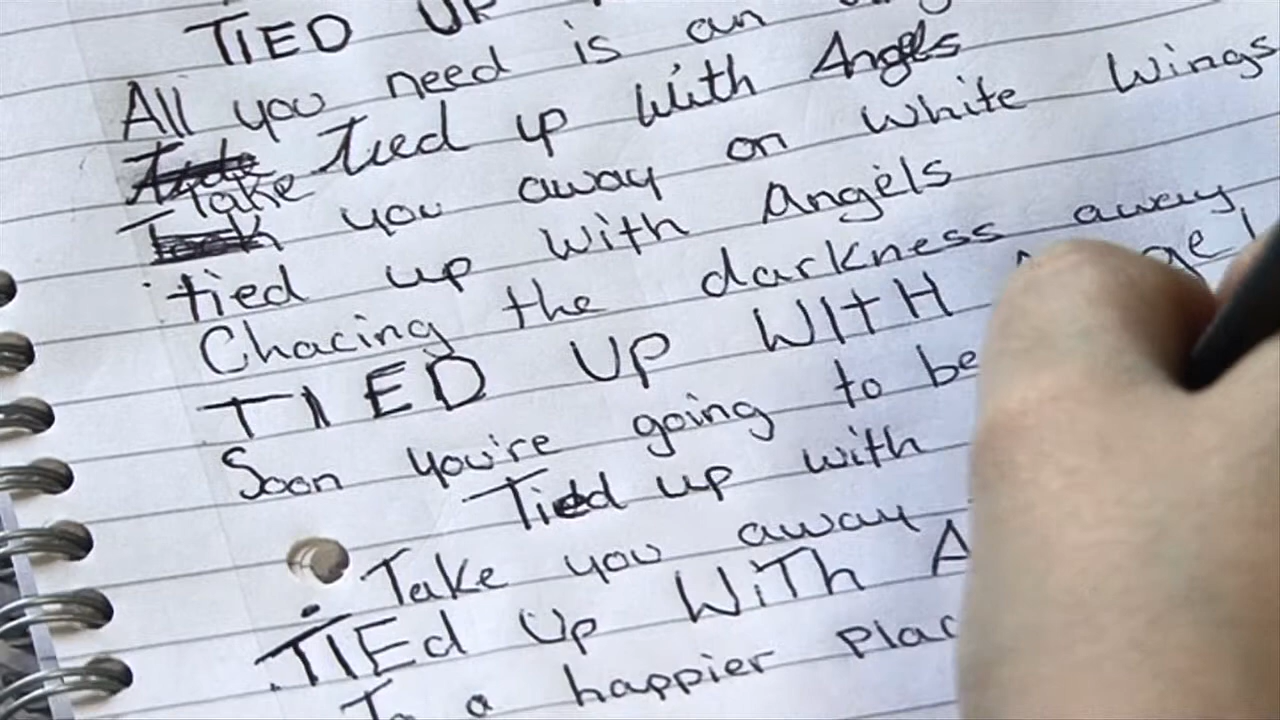 TIED UP
All you need is an
tied up with Angels
Take you away on white wings
tied up with Angels
Chacing the darkness away
TIED UP WITH
Soon you're going to be
Tied up with
Take you away
TIEd Up WiTh A
To a happier